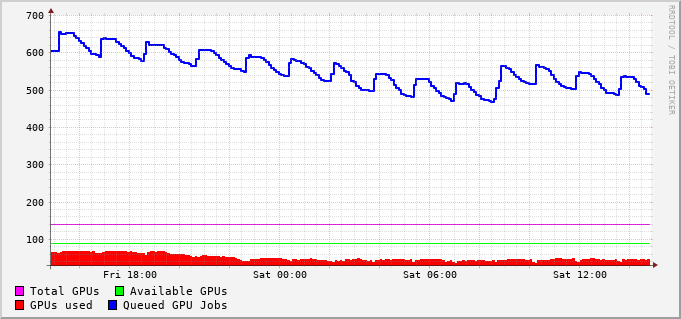 700
600
500
400
300
200
100
Fri 18:00 Sat 00:00 Sat 06:00 Sat 12:00
Total GPUs Available GPUs
GPUs used Queued GPU Jobs
RRDTOOL / TOBI OETIKER